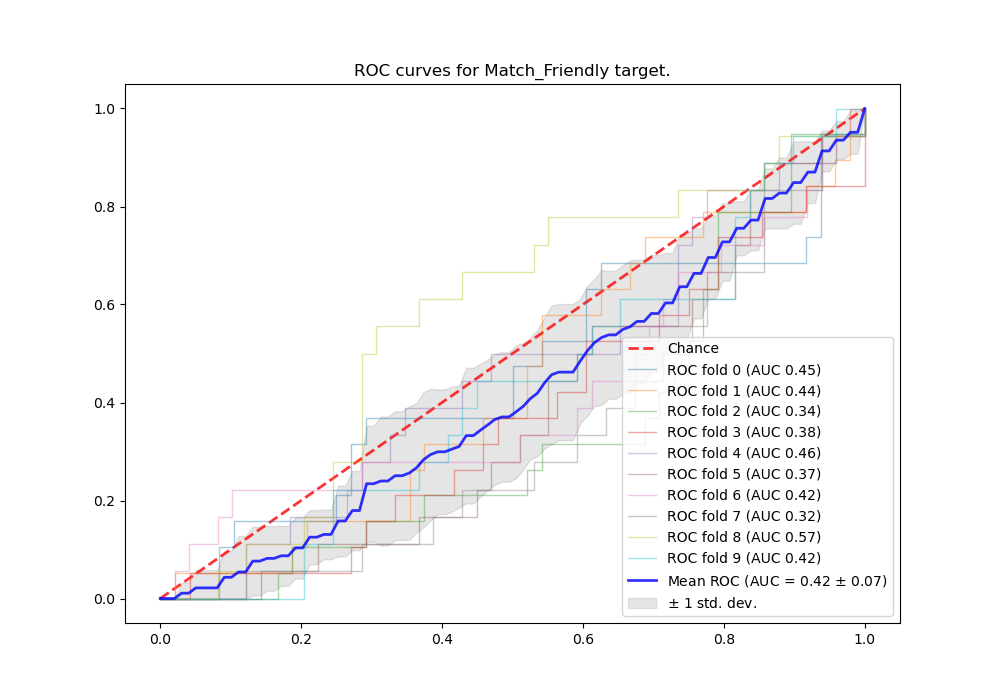 ROC curves for Match_Friendly target.
1.0
0.8
0.6
0.4
0.2
0.0
0.0 0.2 0.4 0.6 0.8 1.0
Chance
ROC fold 0 (AUC 0.45)
ROC fold 1 (AUC 0.44)
ROC fold 2 (AUC 0.34)
ROC fold 3 (AUC 0.38)
ROC fold 4 (AUC 0.46)
ROC fold 5 (AUC 0.37)
ROC fold 6 (AUC 0.42)
ROC fold 7 (AUC 0.32)
ROC fold 8 (AUC 0.57)
ROC fold 9 (AUC 0.42)
Mean ROC (AUC = 0.42 ± 0.07)
± 1 std. dev.